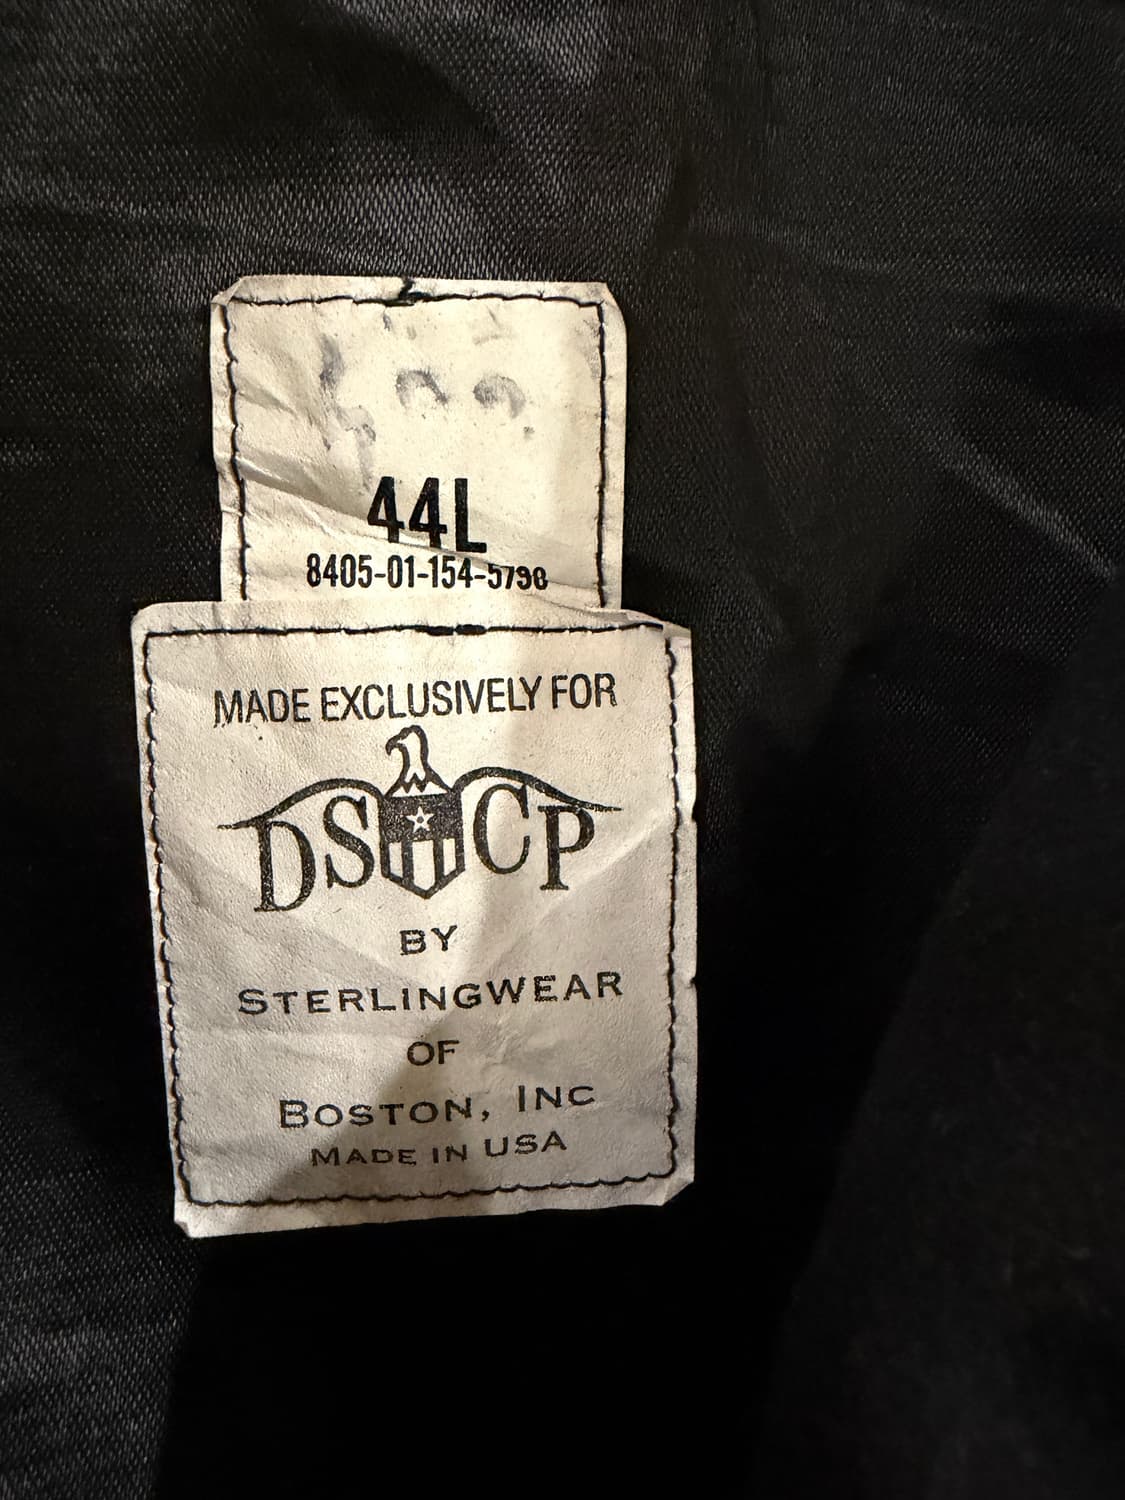 44L
8405-01-154-5798
MADE EXCLUSIVELY FOR
DSCP
BY
STERLINGWEAR
OF
BOSTON, INC
MADE IN USA